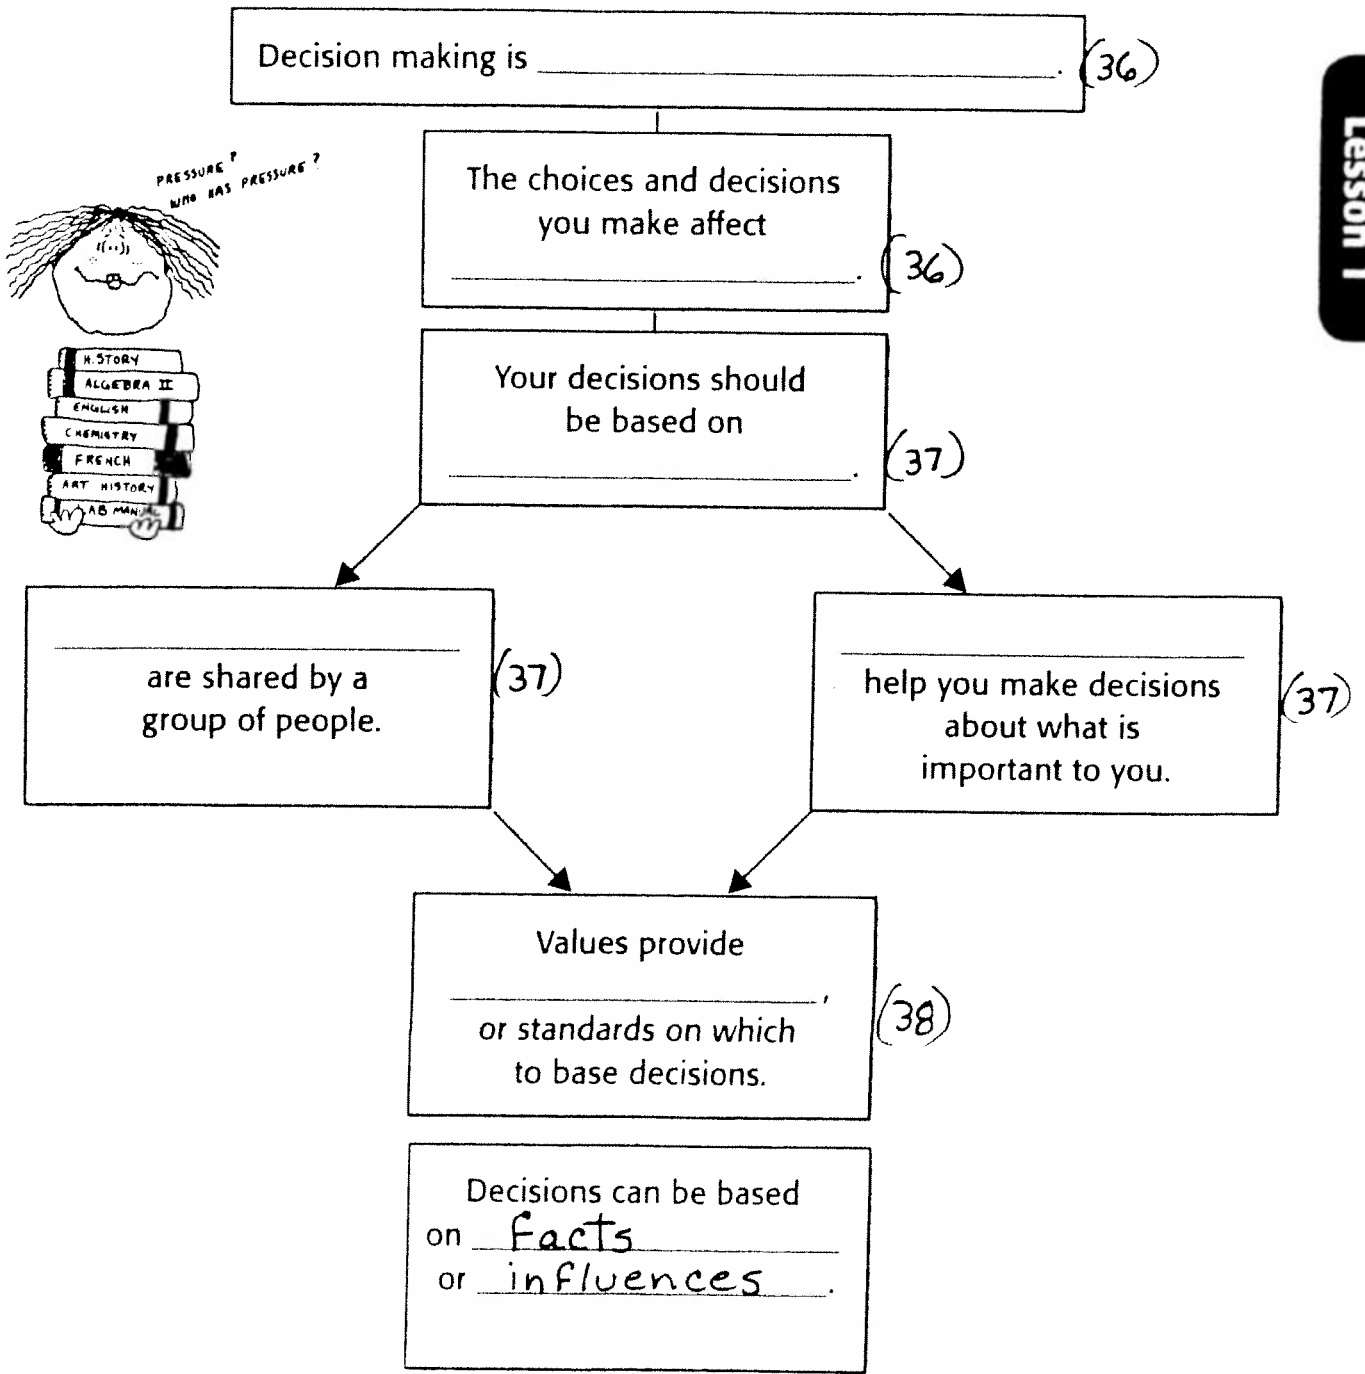 Decision making is ______. (36)
Lesson 1
PRESSURE?
WHO HAS PRESSURE?
The choices and decisions
you make affect
______. (36)
HISTORY
ALGEBRA II
ENGLISH
CHEMISTRY
FRENCH
ART HISTORY
AB MANUAL
Your decisions should
be based on
______. (37)
______
are shared by a (37)
group of people.
______
help you make decisions (37)
about what is
important to you.
Values provide
______,
or standards on which (38)
to base decisions.
Decisions can be based
on facts
or influences.